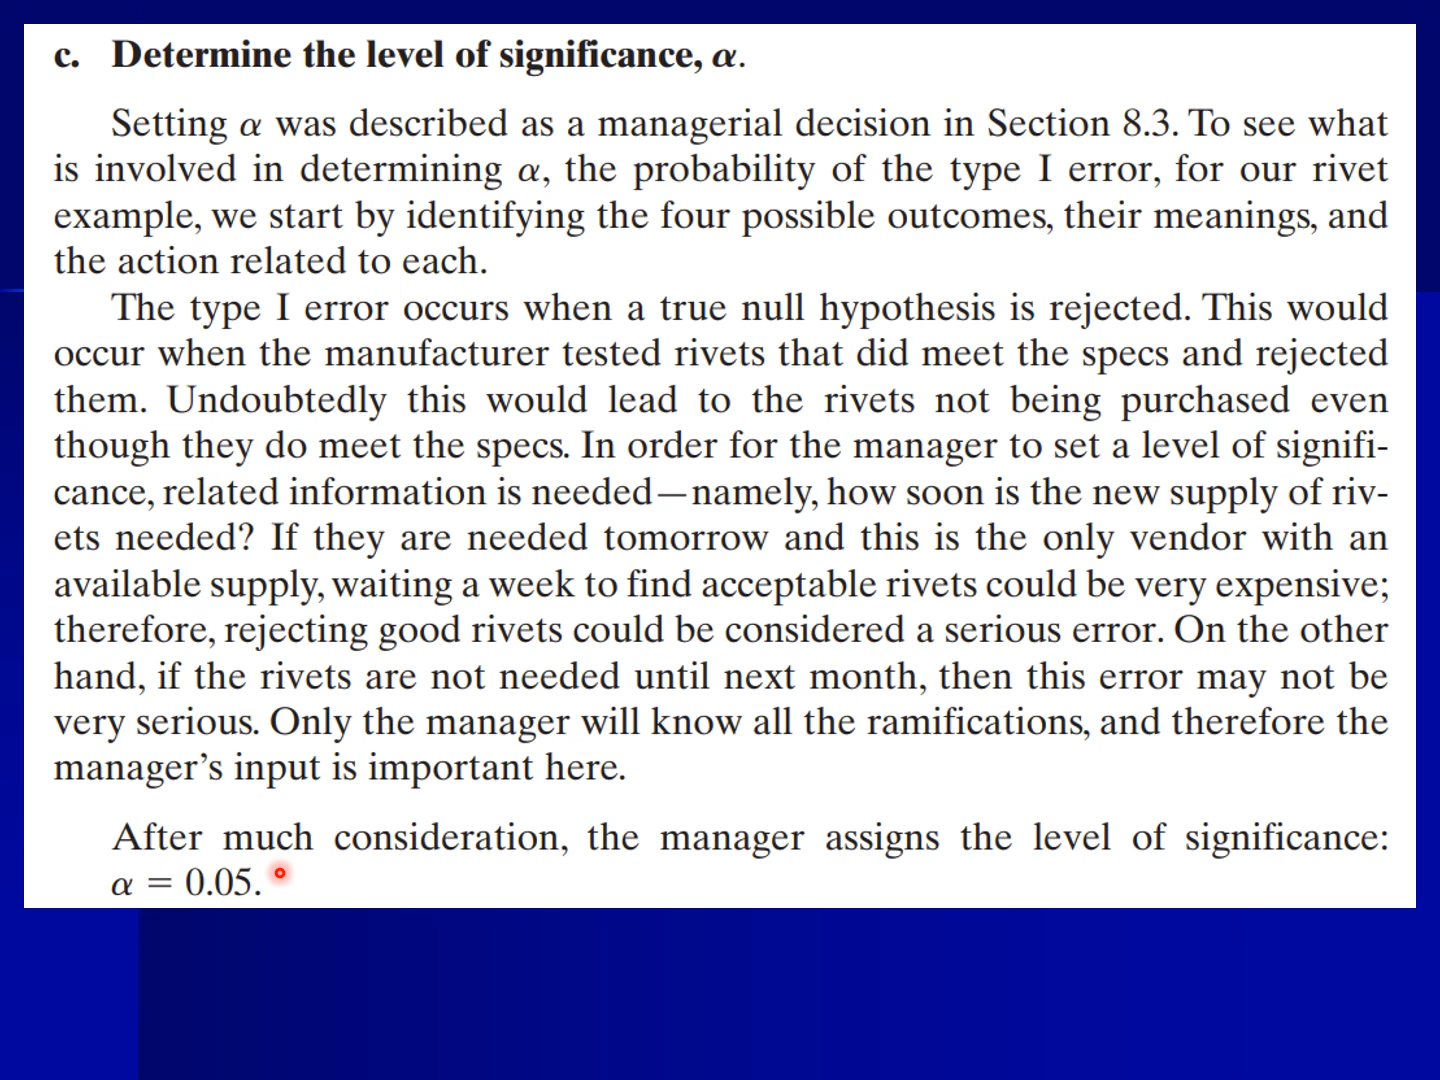 c. Determine the level of significance, α.
Setting α was described as a managerial decision in Section 8.3. To see what
is involved in determining α, the probability of the type I error, for our rivet
example, we start by identifying the four possible outcomes, their meanings, and
the action related to each.
The type I error occurs when a true null hypothesis is rejected. This would
occur when the manufacturer tested rivets that did meet the specs and rejected
them. Undoubtedly this would lead to the rivets not being purchased even
though they do meet the specs. In order for the manager to set a level of signifi-
cance, related information is needed—namely, how soon is the new supply of riv-
ets needed? If they are needed tomorrow and this is the only vendor with an
available supply, waiting a week to find acceptable rivets could be very expensive;
therefore, rejecting good rivets could be considered a serious error. On the other
hand, if the rivets are not needed until next month, then this error may not be
very serious. Only the manager will know all the ramifications, and therefore the
manager’s input is important here.
After much consideration, the manager assigns the level of significance:
α = 0.05.